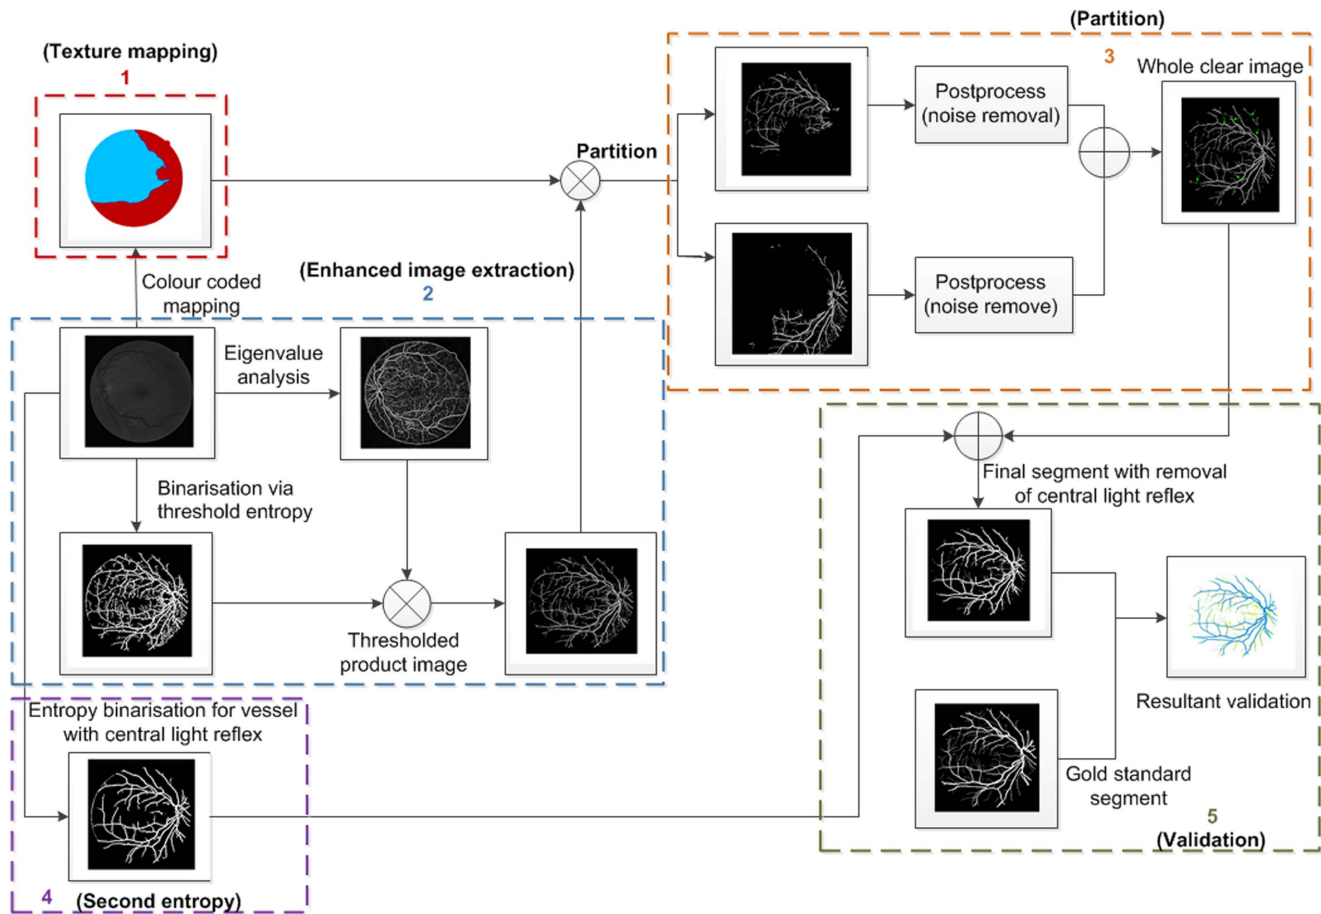 (Texture mapping)
1
Colour coded
mapping
(Enhanced image extraction)
2
Eigenvalue
analysis
Binarisation via
threshold entropy
Thresholded
product image
Partition
(Partition)
3
Postprocess
(noise removal)
Postprocess
(noise remove)
Whole clear image
Entropy binarisation for vessel
with central light reflex
4
(Second entropy)
Final segment with removal
of central light reflex
Gold standard
segment
Resultant validation
5
(Validation)